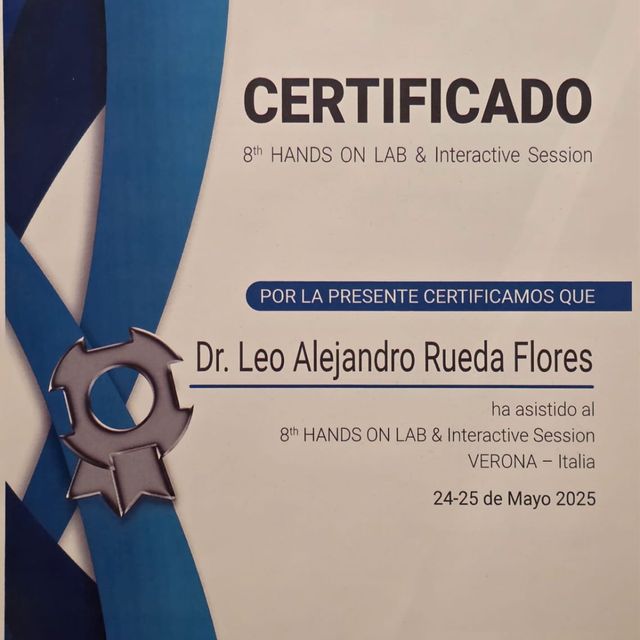 CERTIFICADO
8th HANDS ON LAB & Interactive Session
POR LA PRESENTE CERTIFICAMOS QUE
Dr. Leo Alejandro Rueda Flores
ha asistido al
8th HANDS ON LAB & Interactive Session
VERONA – Italia
24-25 de Mayo 2025